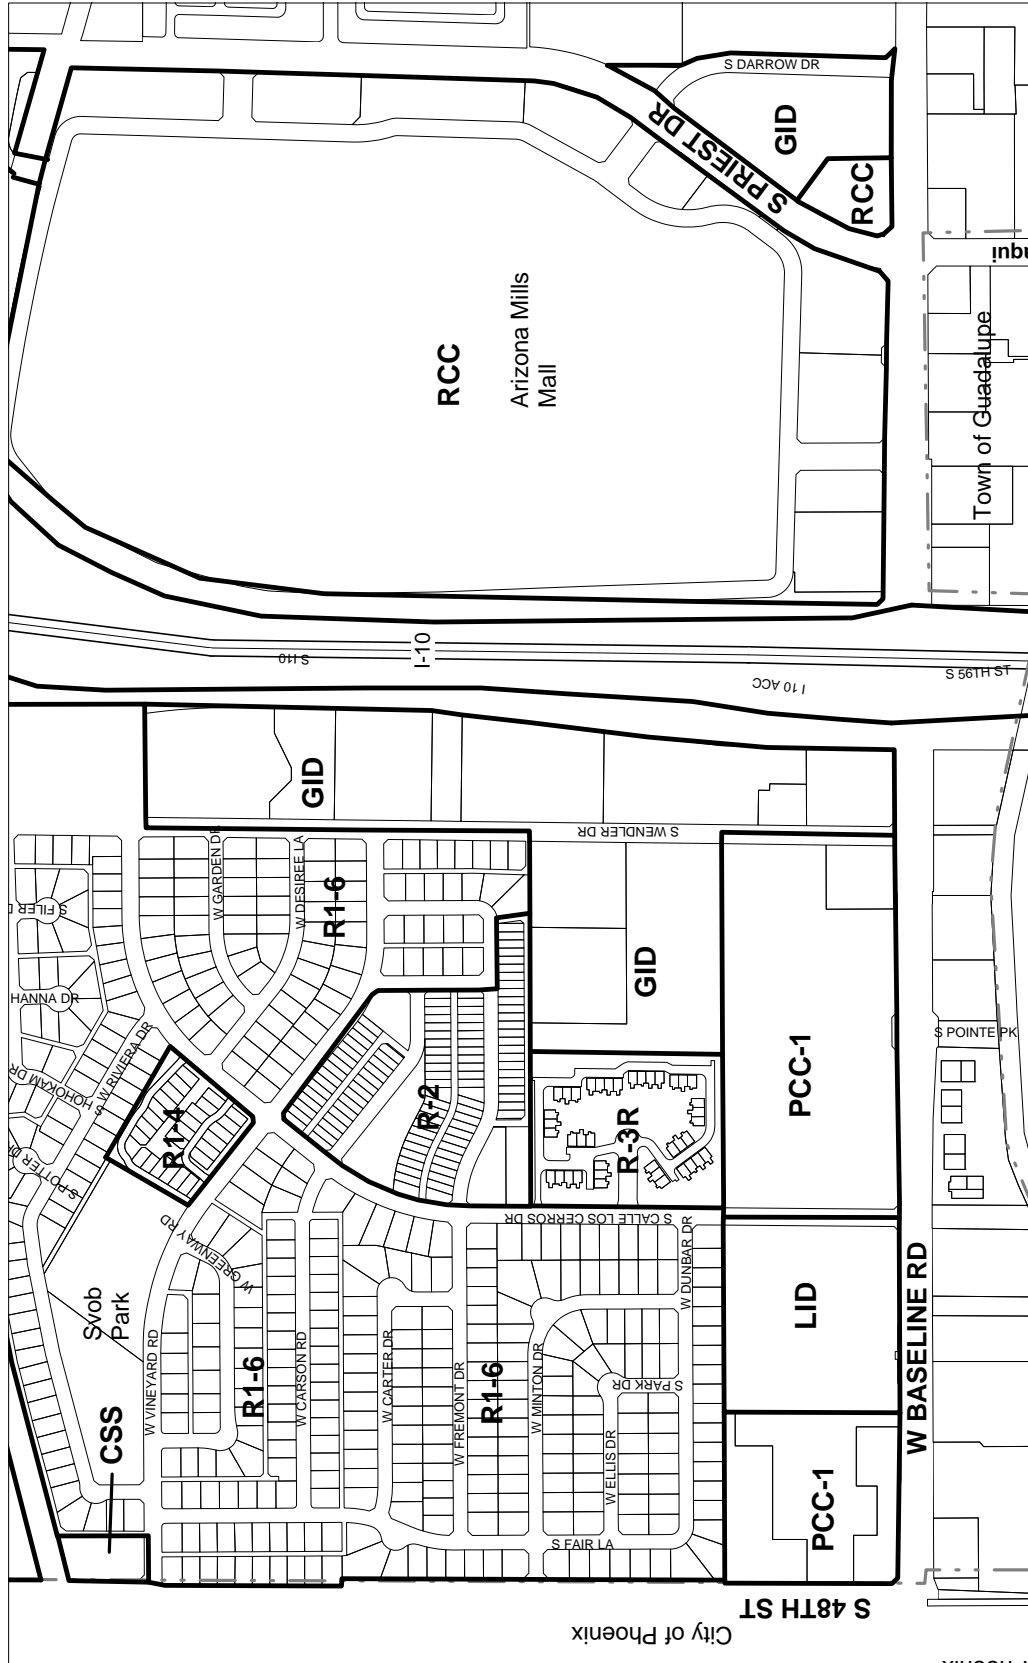 S DARROW DR
GID
S PRIEST DR
RCC
RCC
Arizona Mills
Mall
Town of Guadalupe
I-10
S I10
I 10 ACC
S 56TH ST
GID
S WENDLER DR
W GARDEN DR
W DESIREE LA
R1-6
HANNA DR
S HOHOKAM DR
W RIVIERA DR
S POTTER DR
R1-4
R-2
GID
R-3R
PCC-1
S POINTE PK
W GREENWAY RD
S CALLE LOS CERROS DR
W DUNBAR DR
Svob
Park
CSS
W VINEYARD RD
R1-6
W CARSON RD
W CARTER DR
W FREMONT DR
R1-6
W MINTON DR
S PARK DR
W ELLIS DR
S FAIR LA
LID
PCC-1
W BASELINE RD
S 48TH ST
City of Phoenix